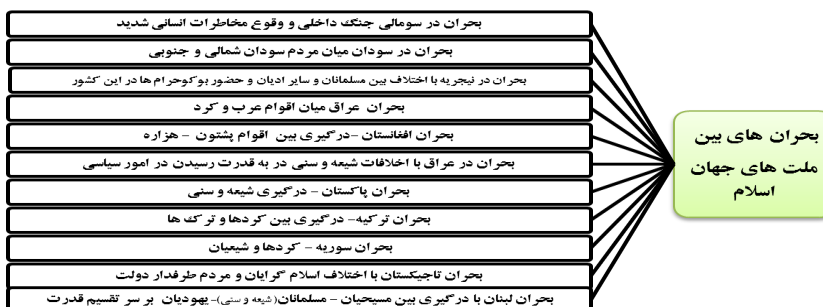 بحران های بین
ملت های جهان
اسلام
بحران در سومالی جنگ داخلی و وقوع مخاطرات انسانی شدید
بحران در سودان میان مردم سودان شمالی و جنوبی
بحران در نیجریه با اختلاف بین مسلمانان و سایر ادیان و حضور بوکوحرام ها در این کشور
بحران عراق میان اقوام عرب و کرد
بحران افغانستان -درگیری بین اقوام پشتون - هزاره
بحران در عراق با اخلافات شیعه و سنی در به قدرت رسیدن در امور سیاسی
بحران پاکستان - درگیری شیعه و سنی
بحران ترکیه- درگیری بین کردها و ترک ها
بحران سوریه - کردها و شیعیان
بحران تاجیکستان با اختلاف اسلام گرایان و مردم طرفدار دولت
بحران لبنان با درگیری بین مسیحیان - مسلمانان(شیعه و سنی)- یهودیان بر سر تقسیم قدرت